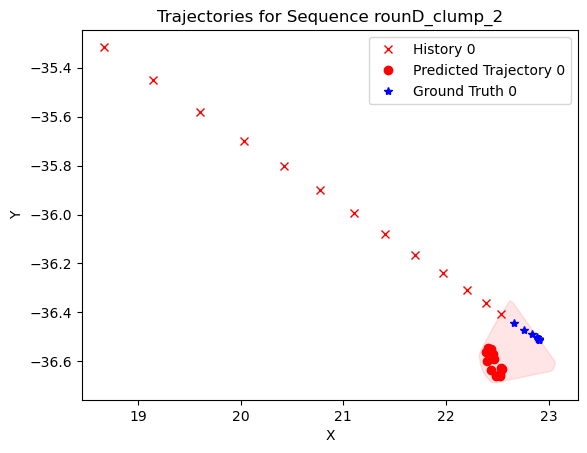 Trajectories for Sequence rounD_clump_2
History 0
Predicted Trajectory 0
Ground Truth 0
Y
−35.4
−35.6
−35.8
−36.0
−36.2
−36.4
−36.6
19
20
21
22
23
X